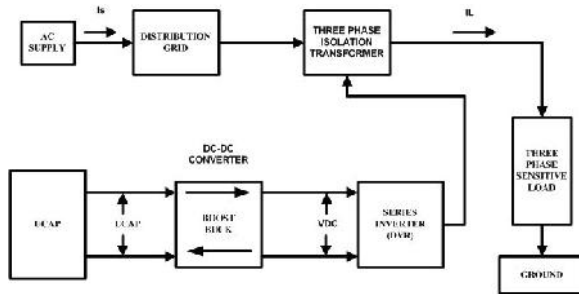 Is
IL
AC
SUPPLY
DISTRIBUTION
GRID
THREE PHASE
ISOLATION
TRANSFORMER
DC-DC
CONVERTER
THREE
PHASE
SENSITIVE
LOAD
UCAP
UCAP
BOOST
BUCK
VDC
SERIES
INVERTER
(DVR)
GROUND